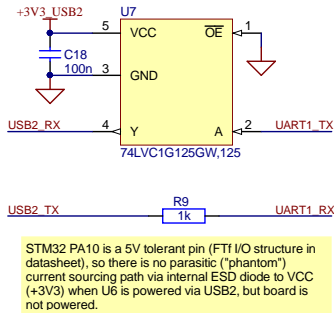 +3V3_USB2
U7
5 VCC OE 1
C18
100n
3 GND
USB2_RX 4 Y A 2 UART1_TX
74LVC1G125GW,125
USB2_TX R9 UART1_RX
1k
STM32 PA10 is a 5V tolerant pin (FTf I/O structure in
datasheet), so there is no parasitic ("phantom")
current sourcing path via internal ESD diode to VCC
(+3V3) when U6 is powered via USB2, but board is
not powered.